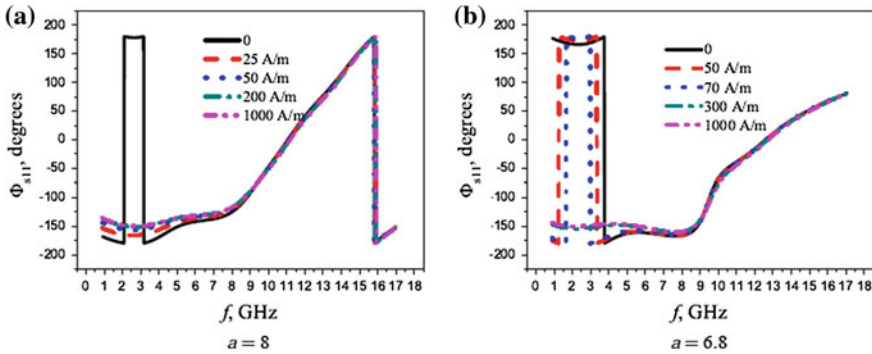 (a)
Φs11, degrees
200
150
100
50
0
-50
-100
-150
-200
0
25 A/m
50 A/m
200 A/m
1000 A/m
0 1 2 3 4 5 6 7 8 9 10 11 12 13 14 15 16 17 18
f, GHz
a = 8
(b)
Φs11, degrees
200
150
100
50
0
-50
-100
-150
-200
0
50 A/m
70 A/m
300 A/m
1000 A/m
0 1 2 3 4 5 6 7 8 9 10 11 12 13 14 15 16 17 18
f, GHz
a = 6.8